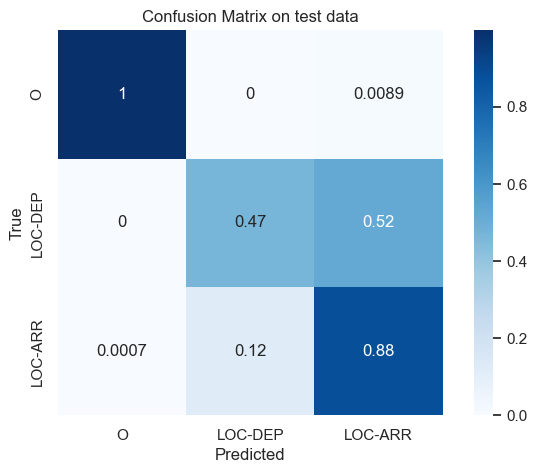 Confusion Matrix on test data
True
O
1
0
0.0089
LOC-DEP
0
0.47
0.52
LOC-ARR
0.0007
0.12
0.88
O
LOC-DEP
LOC-ARR
Predicted
0.8
0.6
0.4
0.2
0.0